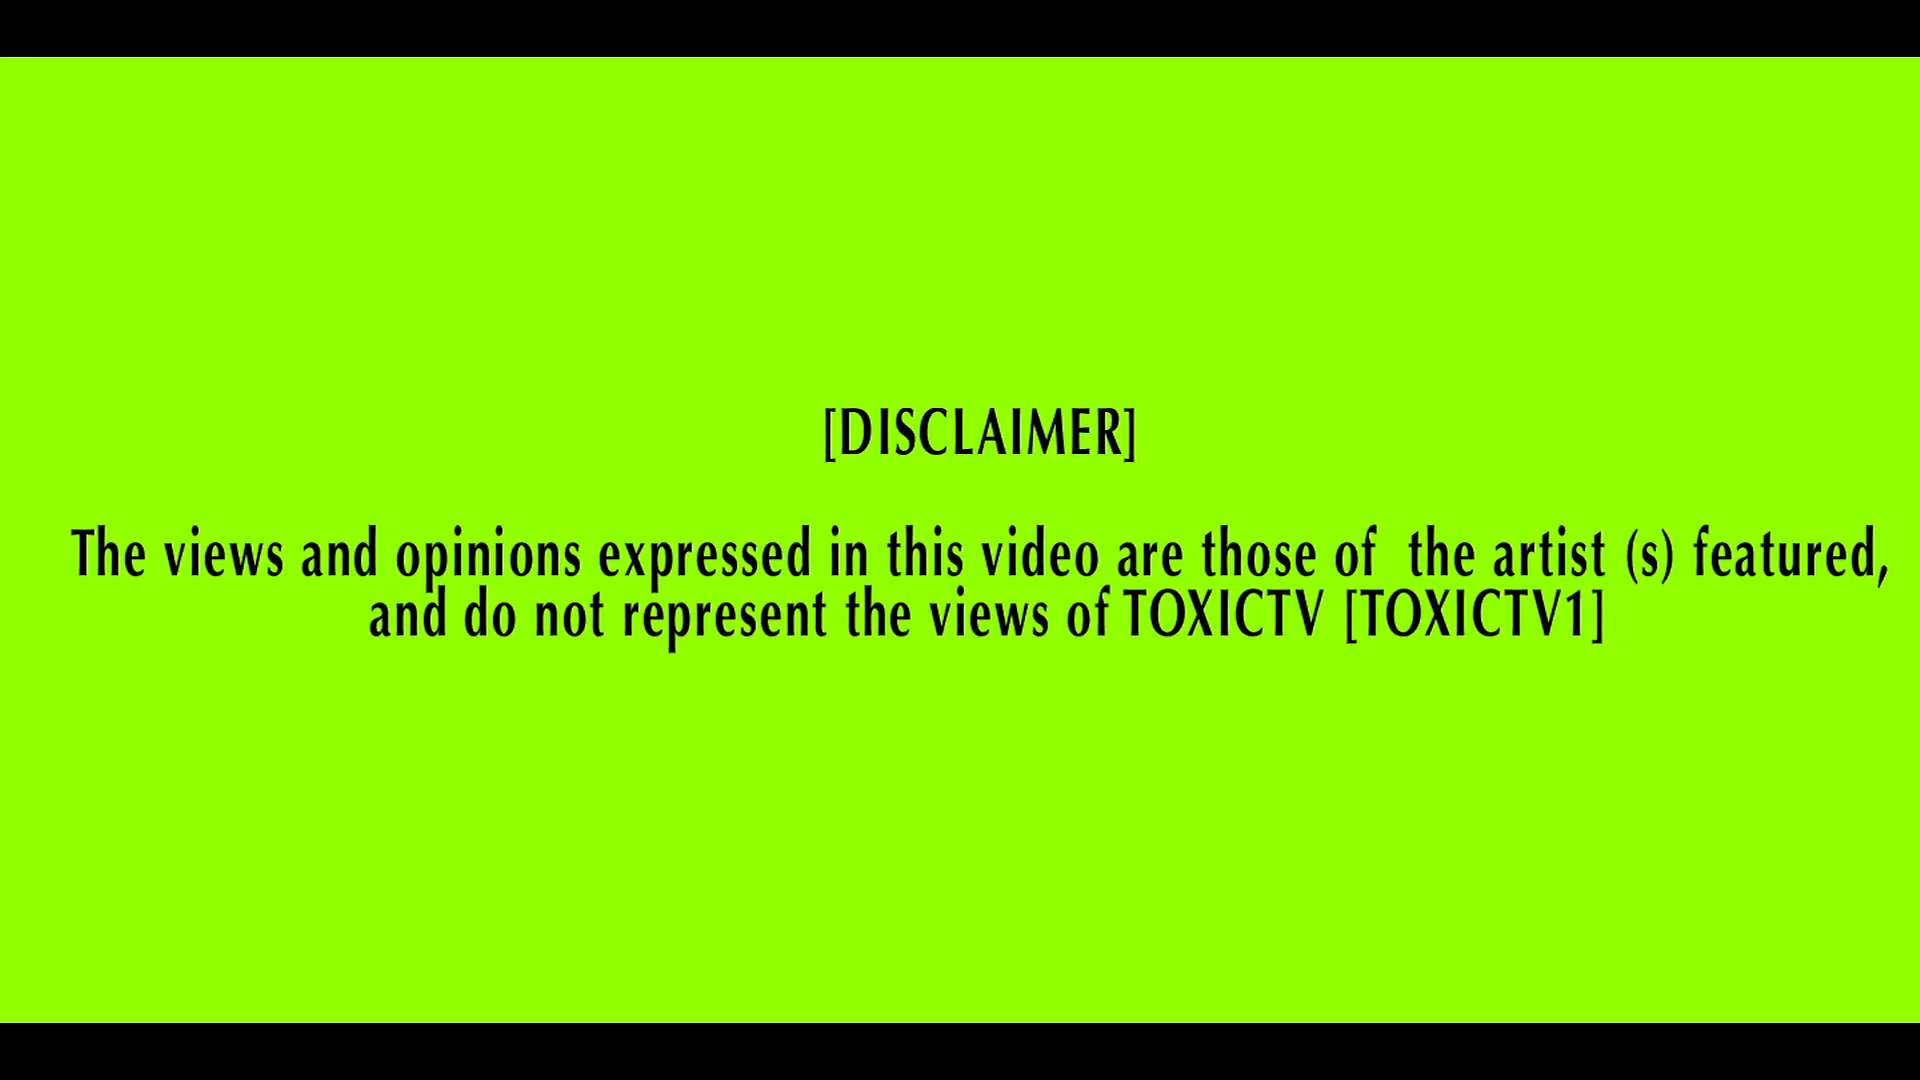 [DISCLAIMER]
The views and opinions expressed in this video are those of  the artist (s) featured,
and do not represent the views of TOXICTV [TOXICTV1]